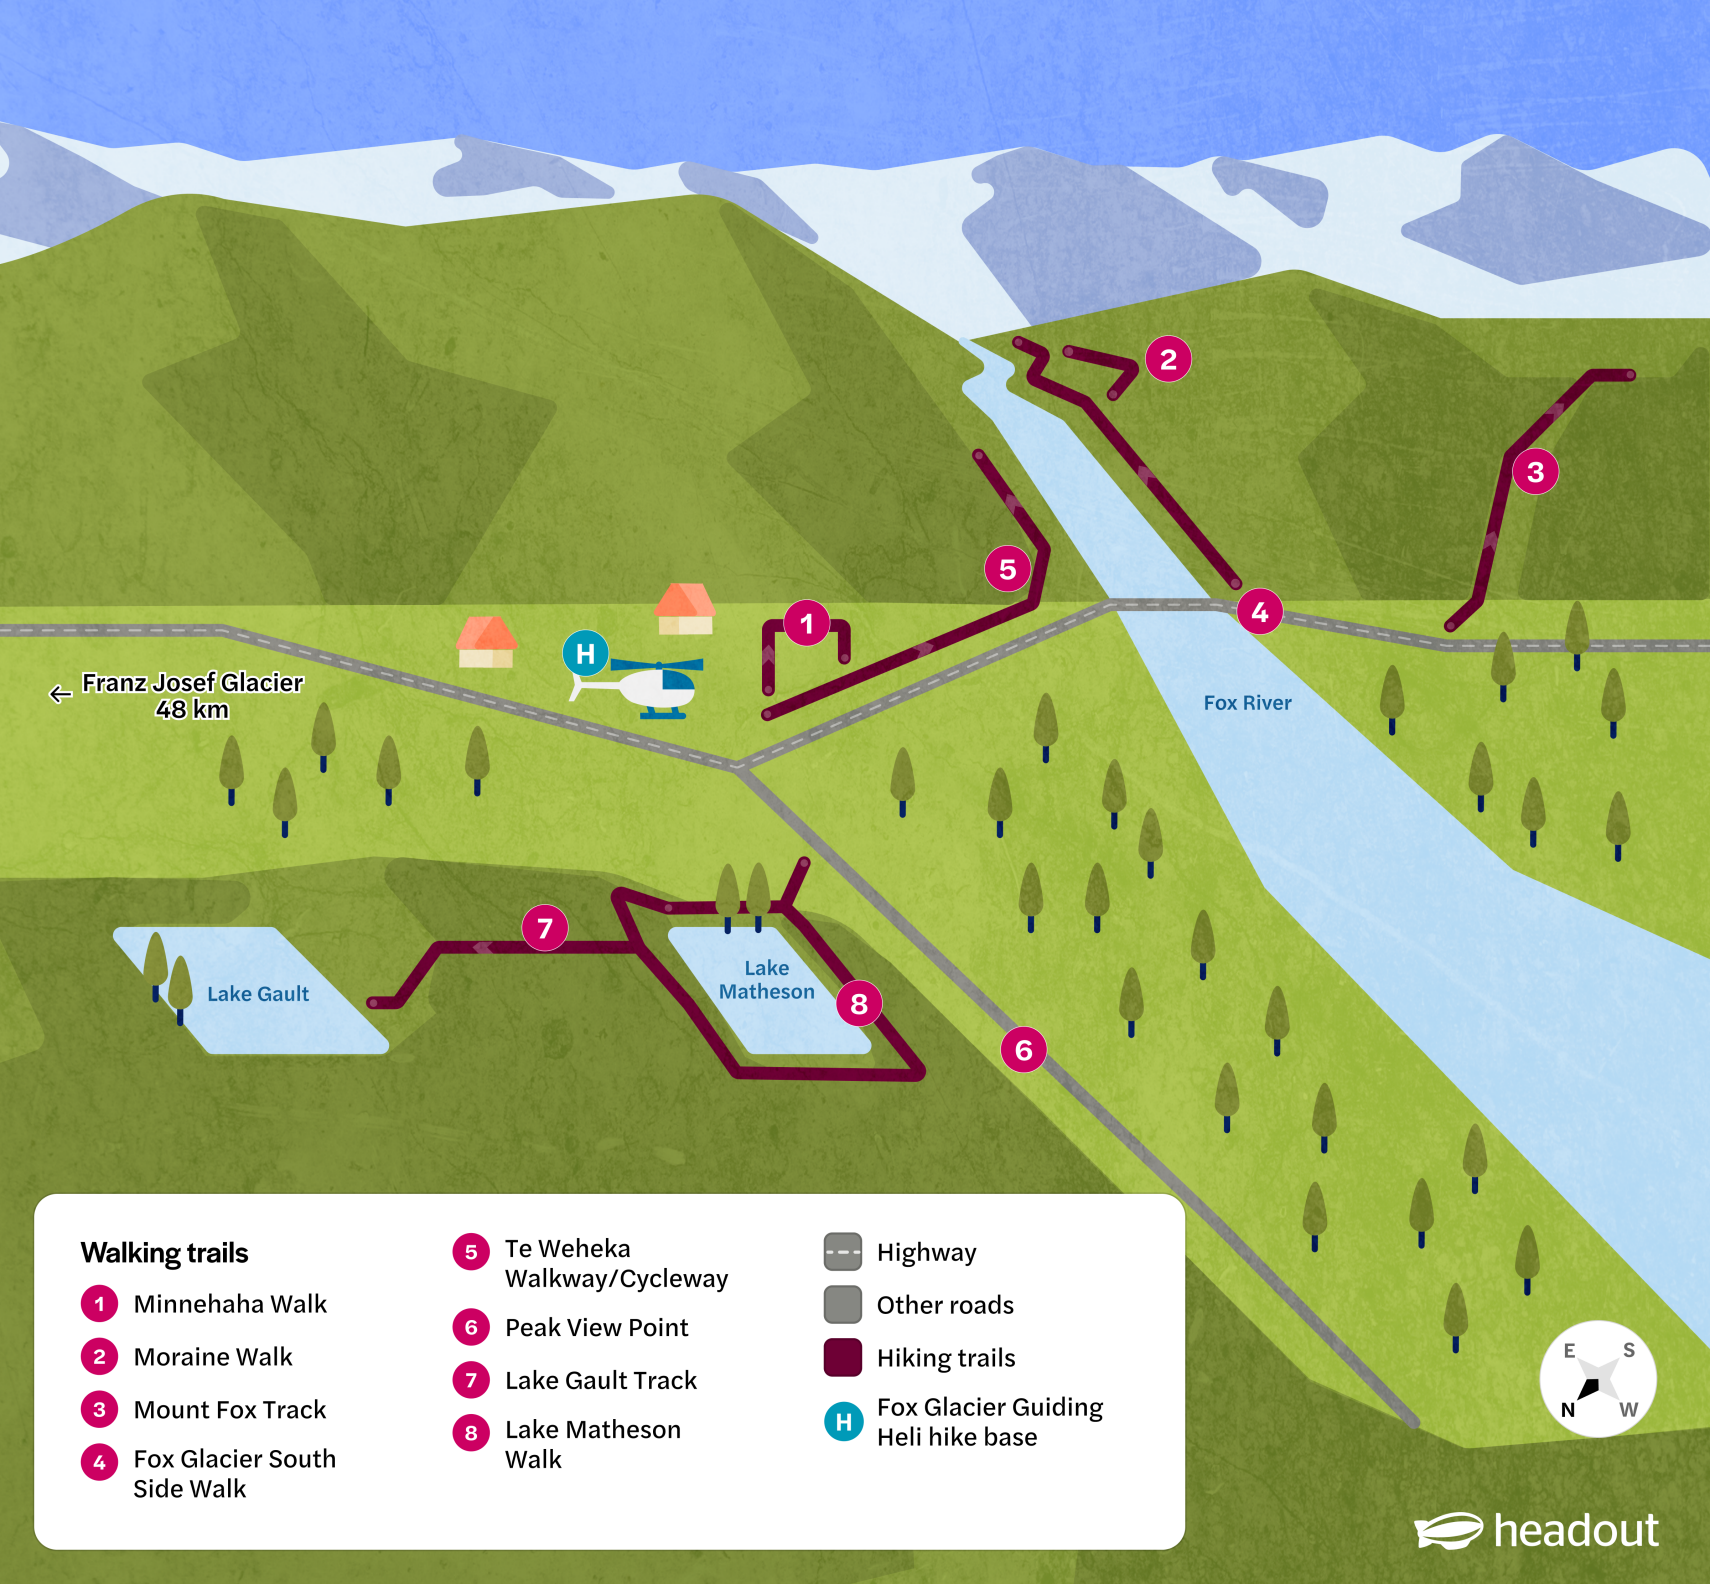 2
3
5
4
1
H
← Franz Josef Glacier
48 km
Fox River
7
Lake
Matheson
Lake Gault
8
6
Walking trails
1 Minnehaha Walk
2 Moraine Walk
3 Mount Fox Track
4 Fox Glacier South
Side Walk
5 Te Weheka
Walkway/Cycleway
6 Peak View Point
7 Lake Gault Track
8 Lake Matheson
Walk
Highway
Other roads
Hiking trails
H Fox Glacier Guiding
Heli hike base
E S
N W
headout